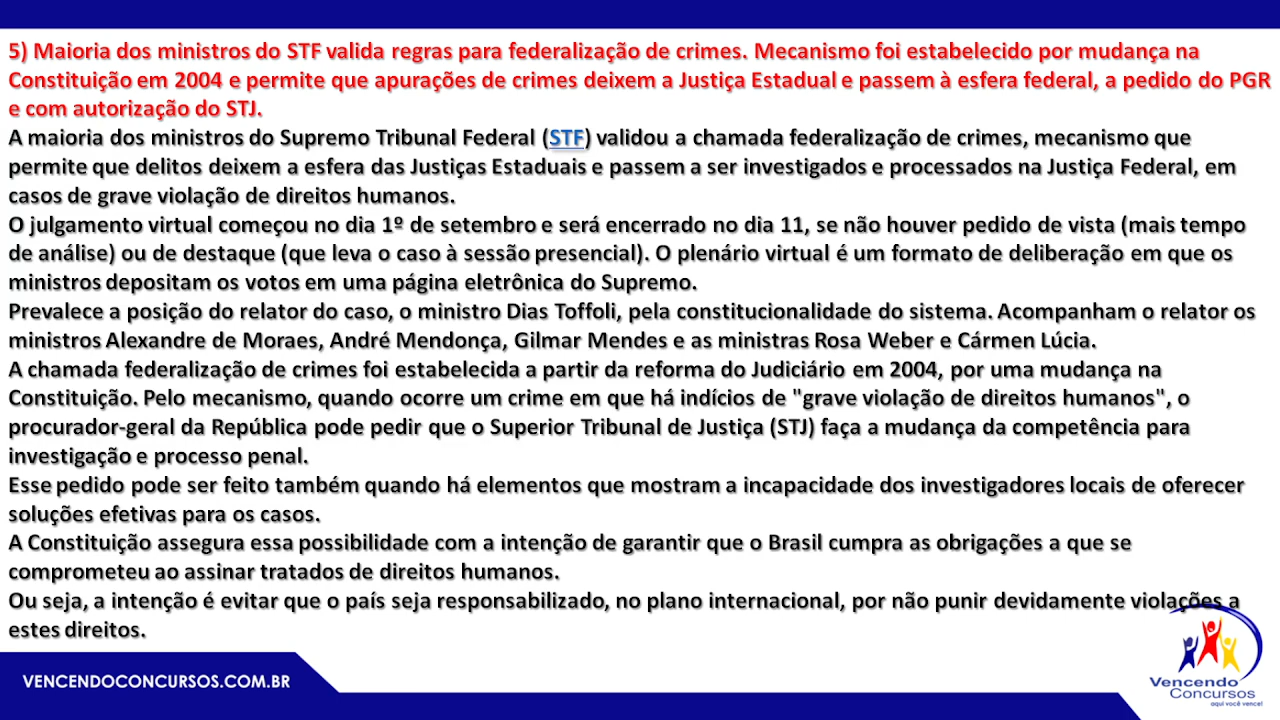 5) Maioria dos ministros do STF valida regras para federalização de crimes. Mecanismo foi estabelecido por mudança na
Constituição em 2004 e permite que apurações de crimes deixem a Justiça Estadual e passem à esfera federal, a pedido do PGR
e com autorização do STJ.
A maioria dos ministros do Supremo Tribunal Federal (STF) validou a chamada federalização de crimes, mecanismo que
permite que delitos deixem a esfera das Justiças Estaduais e passem a ser investigados e processados na Justiça Federal, em
casos de grave violação de direitos humanos.
O julgamento virtual começou no dia 1º de setembro e será encerrado no dia 11, se não houver pedido de vista (mais tempo
de análise) ou de destaque (que leva o caso à sessão presencial). O plenário virtual é um formato de deliberação em que os
ministros depositam os votos em uma página eletrônica do Supremo.
Prevalece a posição do relator do caso, o ministro Dias Toffoli, pela constitucionalidade do sistema. Acompanham o relator os
ministros Alexandre de Moraes, André Mendonça, Gilmar Mendes e as ministras Rosa Weber e Cármen Lúcia.
A chamada federalização de crimes foi estabelecida a partir da reforma do Judiciário em 2004, por uma mudança na
Constituição. Pelo mecanismo, quando ocorre um crime em que há indícios de "grave violação de direitos humanos", o
procurador-geral da República pode pedir que o Superior Tribunal de Justiça (STJ) faça a mudança da competência para
investigação e processo penal.
Esse pedido pode ser feito também quando há elementos que mostram a incapacidade dos investigadores locais de oferecer
soluções efetivas para os casos.
A Constituição assegura essa possibilidade com a intenção de garantir que o Brasil cumpra as obrigações a que se
comprometeu ao assinar tratados de direitos humanos.
Ou seja, a intenção é evitar que o país seja responsabilizado, no plano internacional, por não punir devidamente violações a
estes direitos.
VENCENDOCONCURSOS.COM.BR
Vencendo
Concursos
aqui você vence!